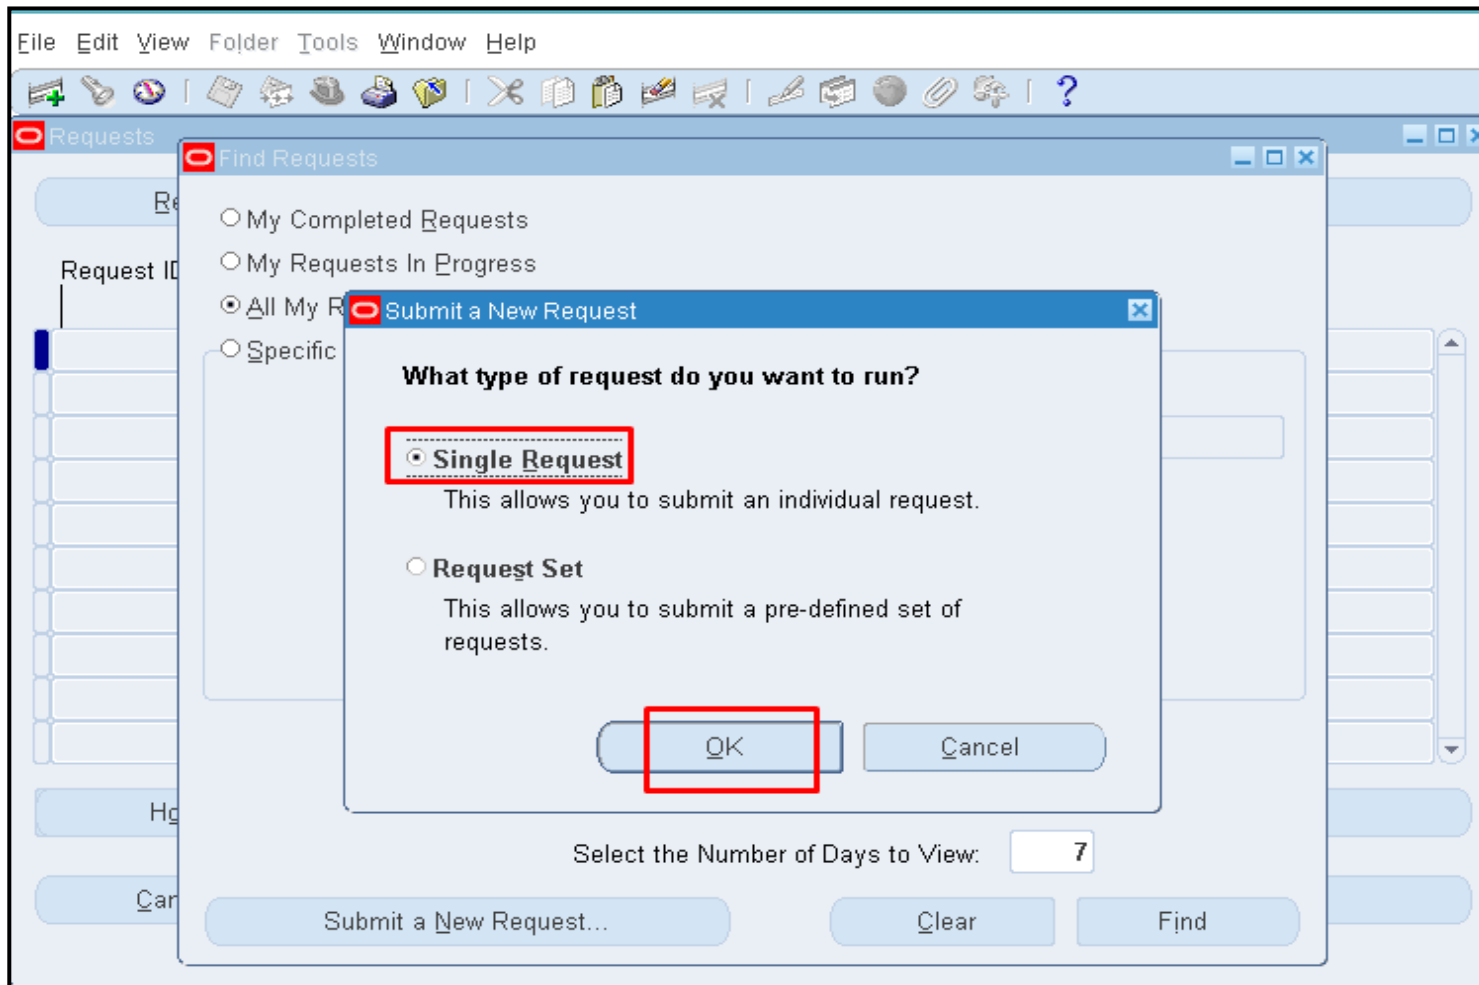 File Edit View Folder Tools Window Help
Requests
Find Requests
My Completed Requests
Request ID
My Requests In Progress
All My R
Submit a New Request
Specific
What type of request do you want to run?
Single Request
This allows you to submit an individual request.
Request Set
This allows you to submit a pre-defined set of
requests.
OK Cancel
Select the Number of Days to View: 7
Submit a New Request... Clear Find